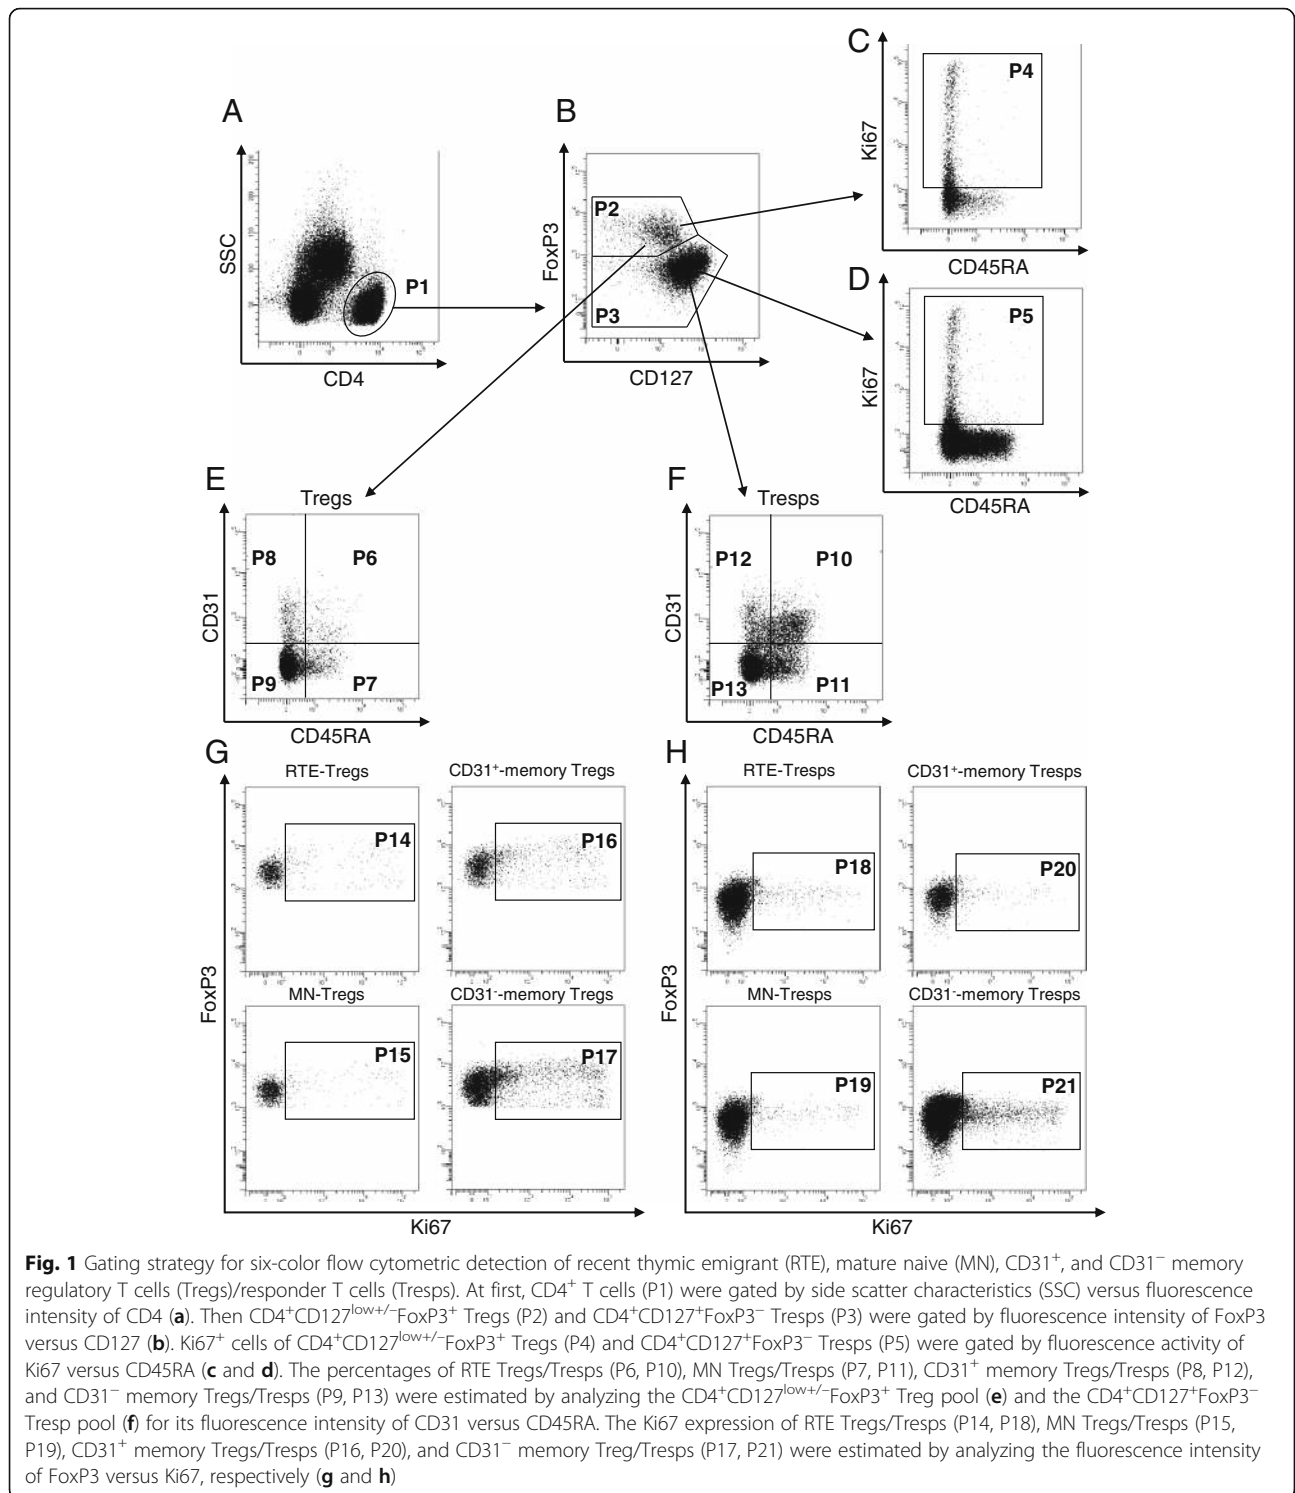 A
SSC
P1
CD4
B
FoxP3
P2
P3
CD127
C
Ki67
P4
CD45RA
D
Ki67
P5
CD45RA
E
Tregs
CD31
P8
P6
P9
P7
CD45RA
F
Tresps
CD31
P12
P10
P13
P11
CD45RA
G
RTE-Tregs
CD31⁺-memory Tregs
P14
P16
FoxP3
MN-Tregs
CD31⁻-memory Tregs
P15
P17
Ki67
H
RTE-Tresps
CD31⁺-memory Tresps
P18
P20
FoxP3
MN-Tresps
CD31⁻-memory Tresps
P19
P21
Ki67
Fig. 1 Gating strategy for six-color flow cytometric detection of recent thymic emigrant (RTE), mature naive (MN), CD31⁺, and CD31⁻ memory
regulatory T cells (Tregs)/responder T cells (Tresps). At first, CD4⁺ T cells (P1) were gated by side scatter characteristics (SSC) versus fluorescence
intensity of CD4 (a). Then CD4⁺CD127ˡᵒʷ⁺/⁻FoxP3⁺ Tregs (P2) and CD4⁺CD127⁺FoxP3⁻ Tresps (P3) were gated by fluorescence intensity of FoxP3
versus CD127 (b). Ki67⁺ cells of CD4⁺CD127ˡᵒʷ⁺/⁻FoxP3⁺ Tregs (P4) and CD4⁺CD127⁺FoxP3⁻ Tresps (P5) were gated by fluorescence activity of
Ki67 versus CD45RA (c and d). The percentages of RTE Tregs/Tresps (P6, P10), MN Tregs/Tresps (P7, P11), CD31⁺ memory Tregs/Tresps (P8, P12),
and CD31⁻ memory Tregs/Tresps (P9, P13) were estimated by analyzing the CD4⁺CD127ˡᵒʷ⁺/⁻FoxP3⁺ Treg pool (e) and the CD4⁺CD127⁺FoxP3⁻
Tresp pool (f) for its fluorescence intensity of CD31 versus CD45RA. The Ki67 expression of RTE Tregs/Tresps (P14, P18), MN Tregs/Tresps (P15,
P19), CD31⁺ memory Tregs/Tresps (P16, P20), and CD31⁻ memory Treg/Tresps (P17, P21) were estimated by analyzing the fluorescence intensity
of FoxP3 versus Ki67, respectively (g and h)